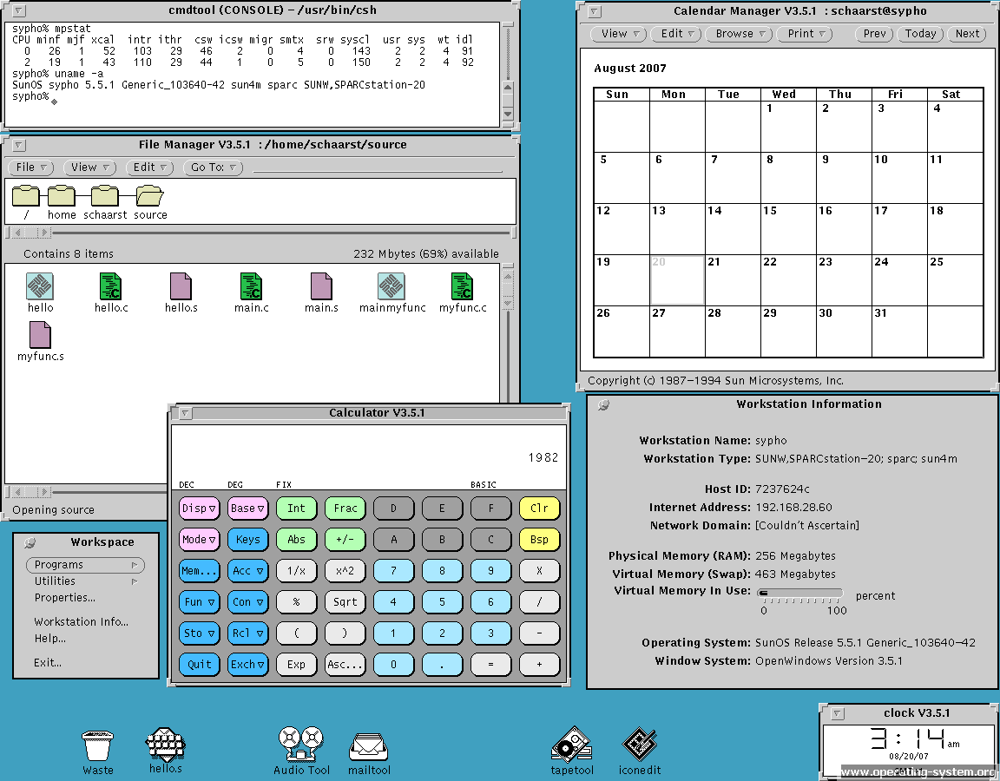 cmdtool (CONSOLE) – /usr/bin/csh
sypho% mpstat
CPU minf mjf xcal intr ithr csw icsw migr smtx srw syscl usr sys wt idl
0 26 1 52 103 29 46 2 0 4 0 143 2 2 4 91
2 19 1 43 110 29 44 1 0 5 0 150 2 2 4 92
sypho% uname -a
SunOS sypho 5.5.1 Generic_103640-42 sun4m sparc SUNW,SPARCstation-20
sypho%
File Manager V3.5.1 : /home/schaarst/source
File View Edit Go To:
/ home schaarst source
Contains 8 items 232 Mbytes (69%) available
hello hello.c hello.s main.c main.s mainmyfunc myfunc.c
myfunc.s
Opening source
Calendar Manager V3.5.1 : schaarst@sypho
View Edit Browse Print Prev Today Next
August 2007
Sun Mon Tue Wed Thu Fri Sat
1 2 3 4
5 6 7 8 9 10 11
12 13 14 15 16 17 18
19 20 21 22 23 24 25
26 27 28 29 30 31
Copyright (c) 1987–1994 Sun Microsystems, Inc.
Calculator V3.5.1
1982
DEC DEG FIX BASIC
Disp Base Int Frac D E F Clr
Mode Keys Abs +/- A B C Bsp
Mem... Acc 1/x x^2 7 8 9 X
Fun Con % Sqrt 4 5 6 /
Sto Rcl ( ) 1 2 3 -
Quit Exch Exp Asc... 0 . = +
Workspace
Programs
Utilities
Properties...
Workstation Info...
Help...
Exit...
Workstation Information
Workstation Name: sypho
Workstation Type: SUNW,SPARCstation–20; sparc; sun4m
Host ID: 7237624c
Internet Address: 192.168.28.60
Network Domain: [Couldn't Ascertain]
Physical Memory (RAM): 256 Megabytes
Virtual Memory (Swap): 463 Megabytes
Virtual Memory In Use: percent
0 100
Operating System: SunOS Release 5.5.1 Generic_103640–42
Window System: OpenWindows Version 3.5.1
Waste hello.s Audio Tool mailtool tapetool iconedit
clock V3.5.1
3:14 am
08/20/07
www.operating-system.org